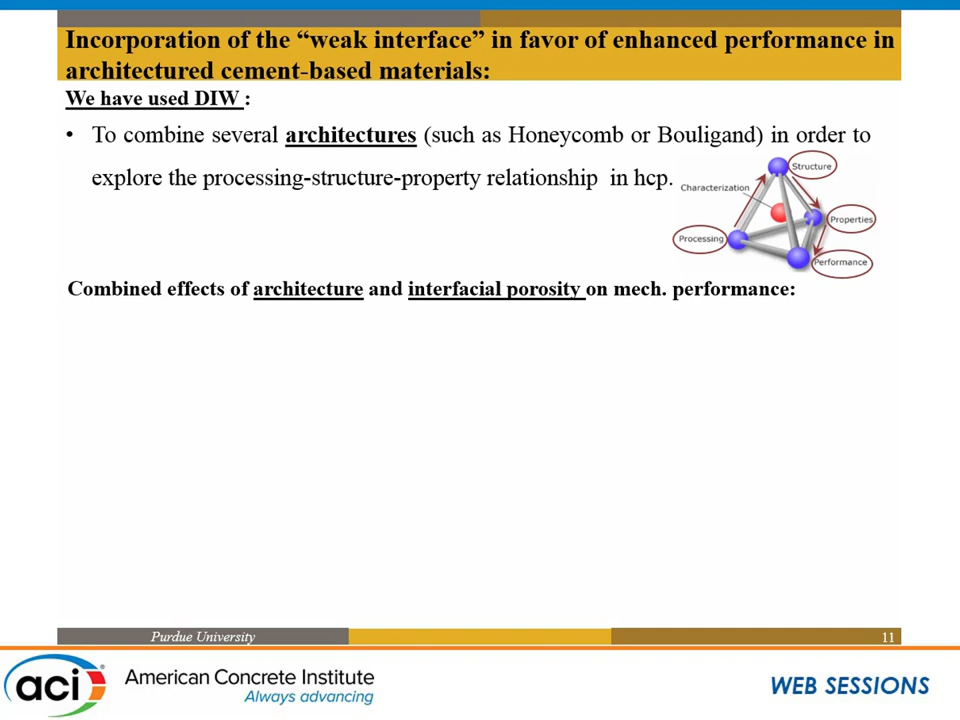 Incorporation of the “weak interface” in favor of enhanced performance in
architectured cement-based materials:
We have used DIW :
• To combine several architectures (such as Honeycomb or Bouligand) in order to
explore the processing-structure-property relationship in hcp.
Structure
Characterization
Properties
Processing
Performance
Combined effects of architecture and interfacial porosity on mech. performance:
Purdue University
11
aci
American Concrete Institute
Always advancing
WEB SESSIONS